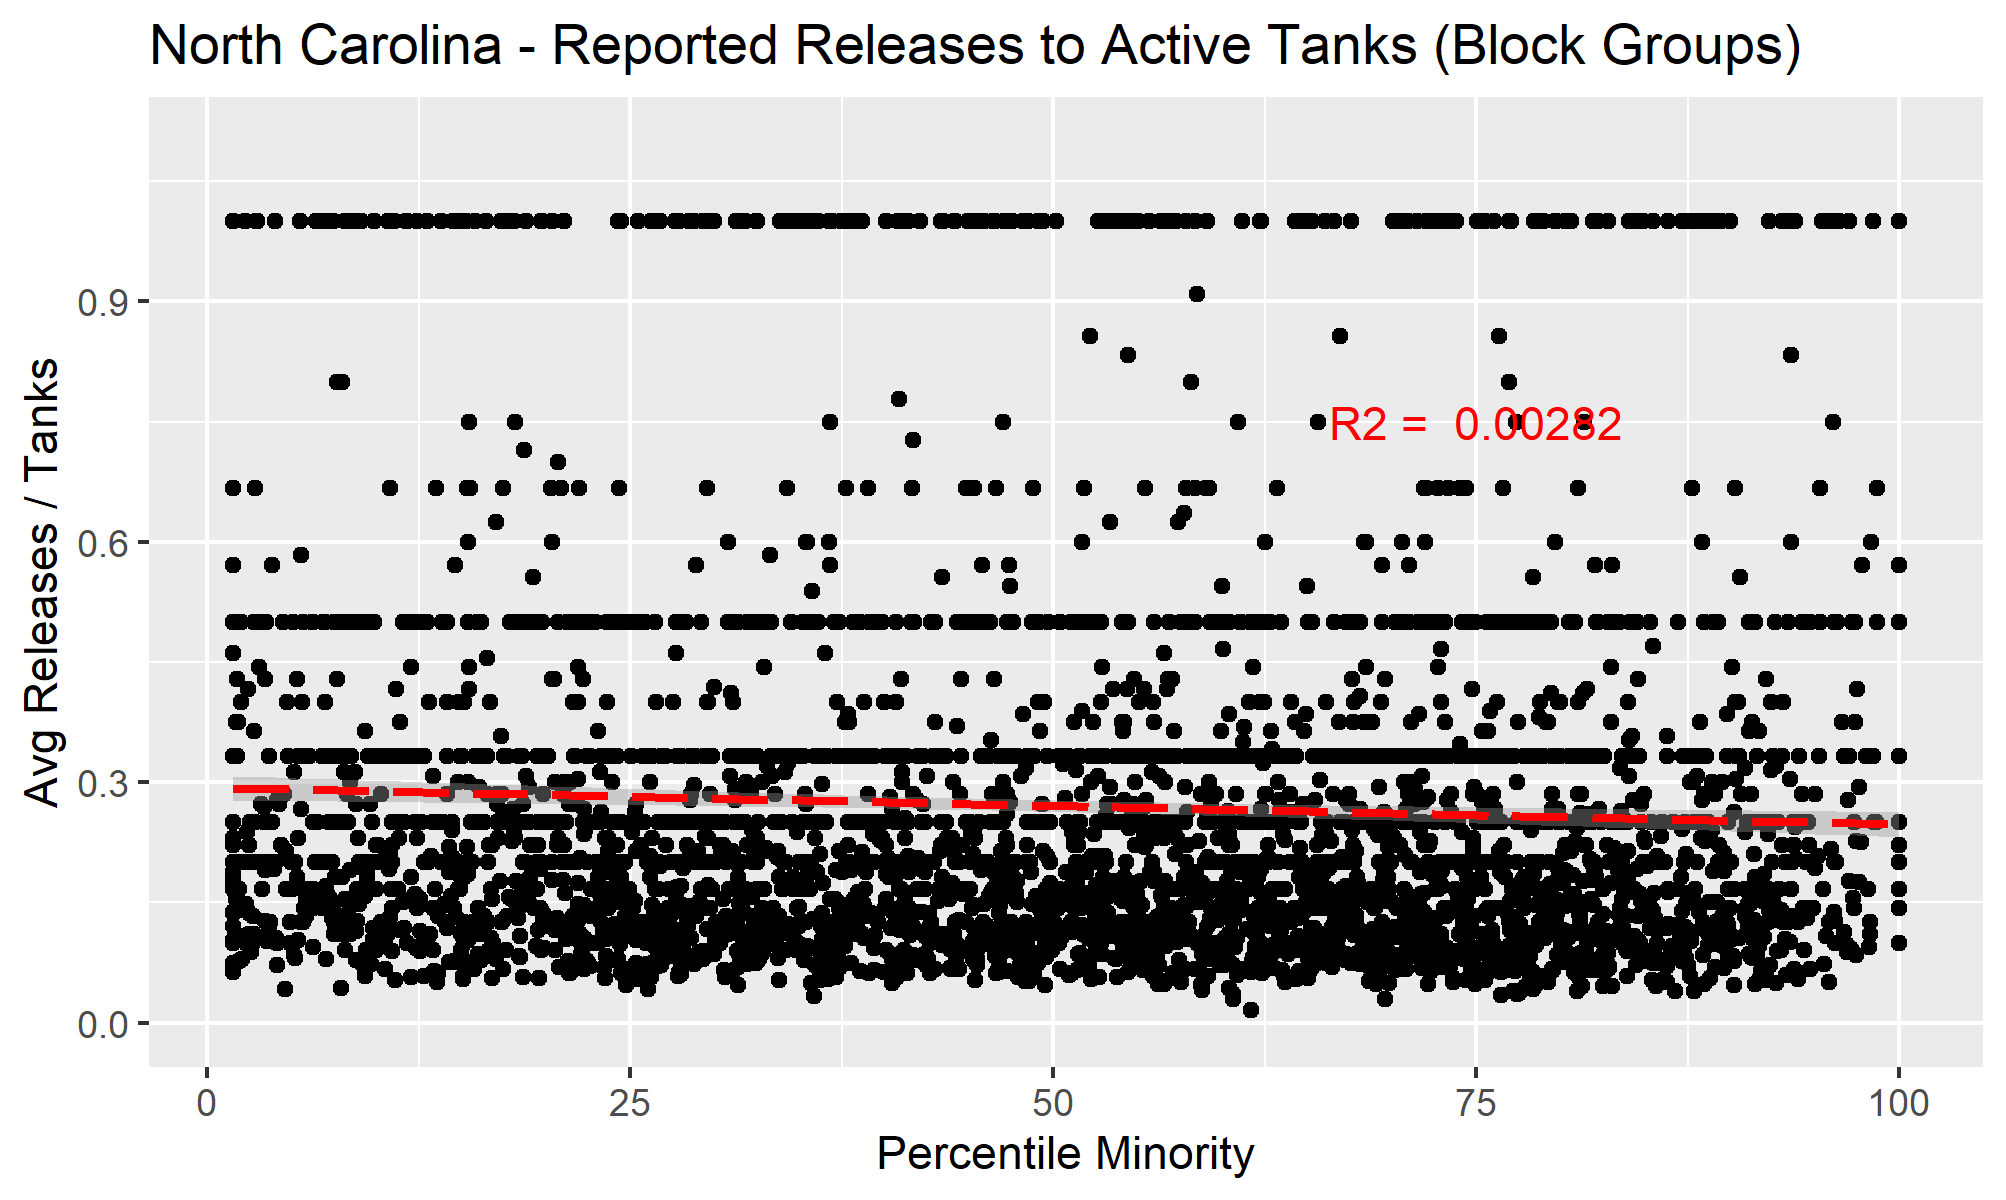 North Carolina - Reported Releases to Active Tanks (Block Groups)
Avg Releases / Tanks
0.9
0.6
0.3
0.0
R2 =  0.00282
0 25 50 75 100
Percentile Minority